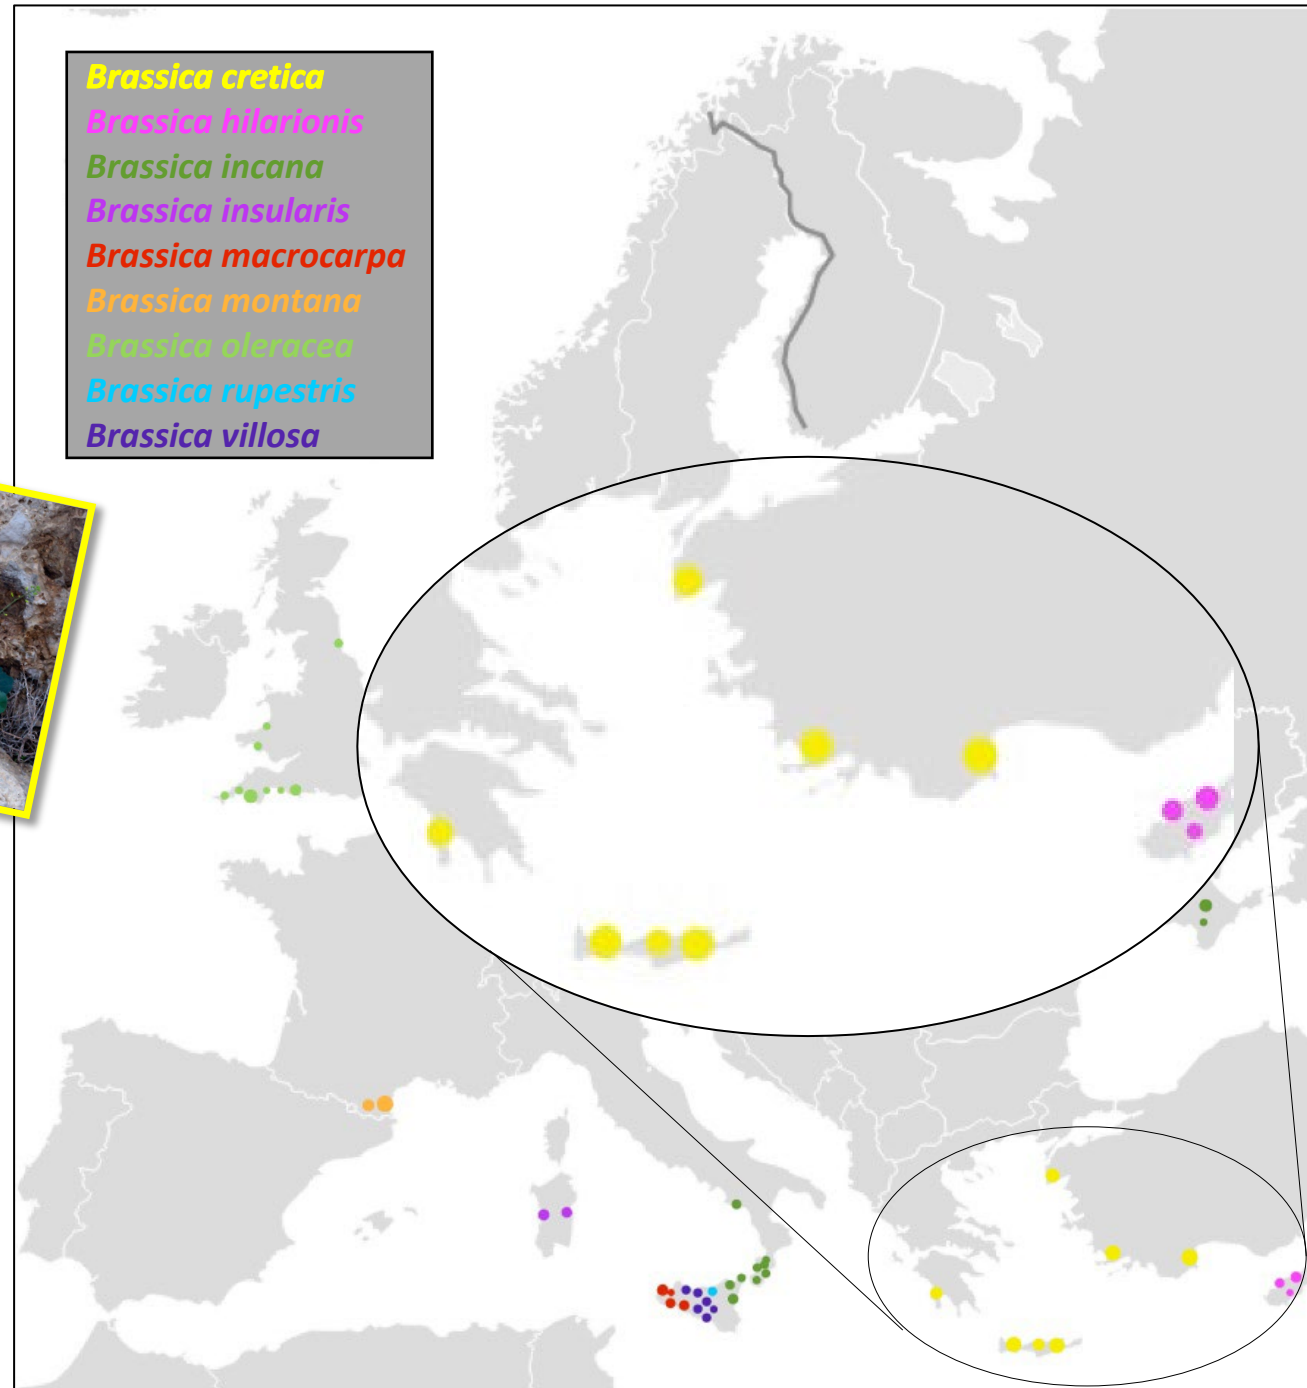 Brassica cretica
Brassica hilarionis
Brassica incana
Brassica insularis
Brassica macrocarpa
Brassica montana
Brassica oleracea
Brassica rupestris
Brassica villosa